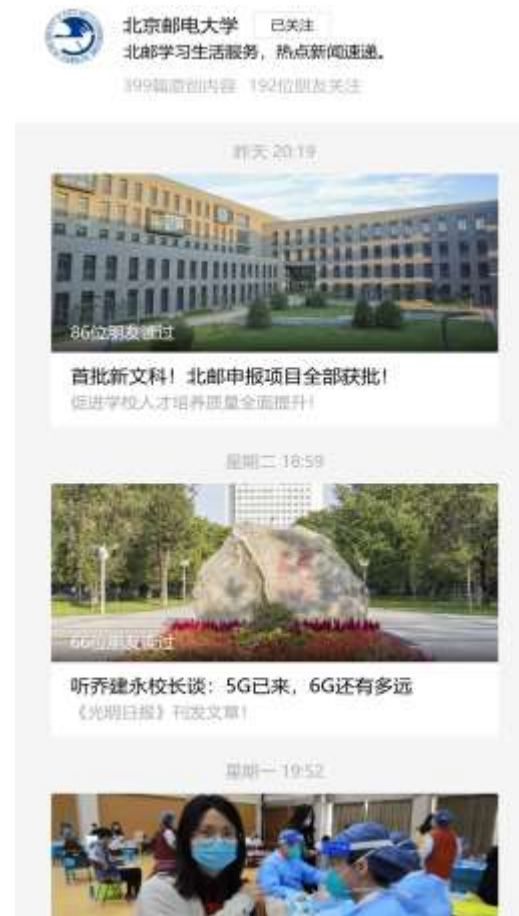 北京邮电大学 已关注
北邮学习生活服务，热点新闻速递。
399篇原创内容 192位朋友关注
昨天 20:19
86位朋友读过
首批新文科！北邮申报项目全部获批！
促进学校人才培养质量全面提升！
星期二 18:59
66位朋友读过
听乔建永校长谈：5G已来，6G还有多远
《光明日报》刊发文章！
星期一 19:52